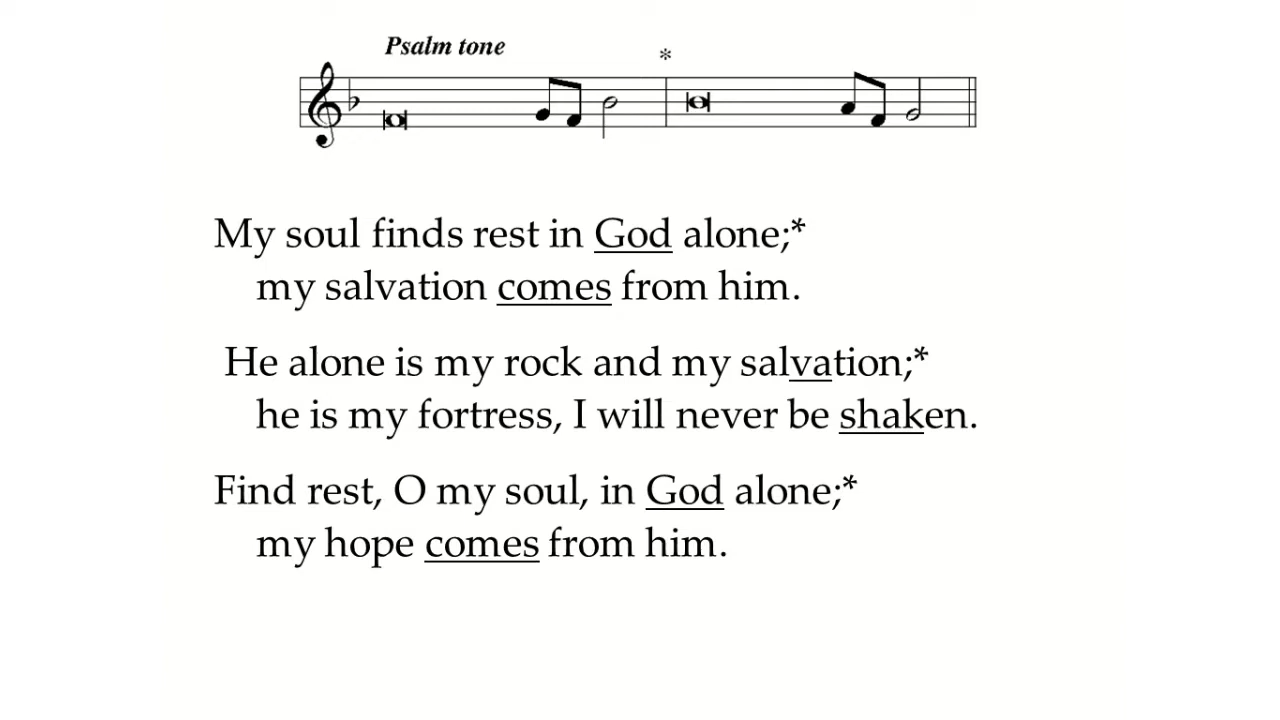 Psalm tone
*
My soul finds rest in God alone;*
my salvation comes from him.
He alone is my rock and my salvation;*
he is my fortress, I will never be shaken.
Find rest, O my soul, in God alone;*
my hope comes from him.